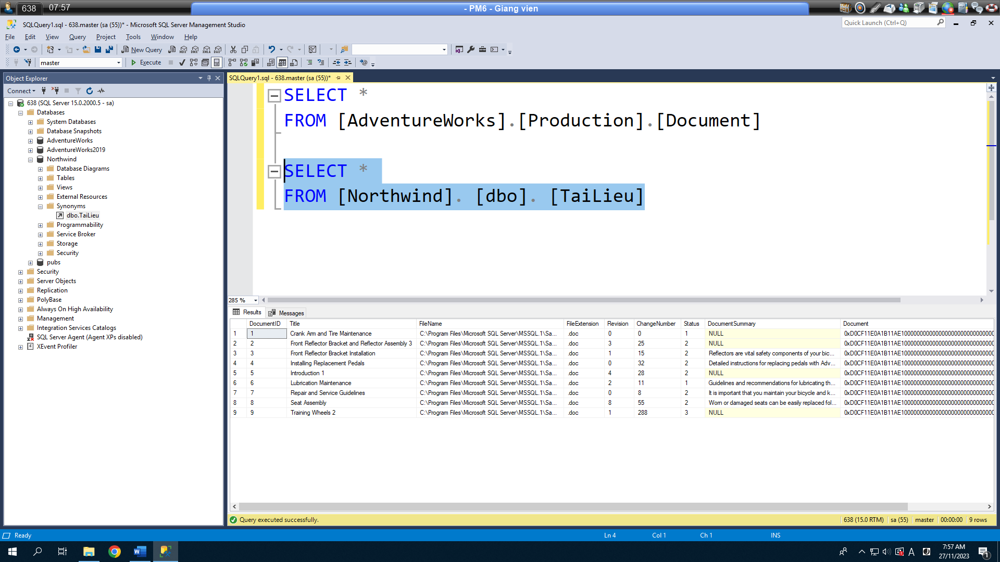 638
07:57
- PM6 - Giang vien
SQLQuery1.sql - 638.master (sa (55))* - Microsoft SQL Server Management Studio
Quick Launch (Ctrl+Q)
File Edit View Query Project Tools Window Help
New Query
MDX DMX XMLA DAX
master
Execute
Object Explorer
Connect
638 (SQL Server 15.0.2000.5 - sa)
Databases
System Databases
Database Snapshots
AdventureWorks
AdventureWorks2019
Northwind
Database Diagrams
Tables
Views
External Resources
Synonyms
dbo.TaiLieu
Programmability
Service Broker
Storage
Security
pubs
Security
Server Objects
Replication
PolyBase
Always On High Availability
Management
Integration Services Catalogs
SQL Server Agent (Agent XPs disabled)
XEvent Profiler
SQLQuery1.sql - 638.master (sa (55))*
SELECT *
FROM [AdventureWorks].[Production].[Document]
SELECT *
FROM [Northwind]. [dbo]. [TaiLieu]
285 %
Results Messages
DocumentID Title FileName FileExtension Revision ChangeNumber Status DocumentSummary Document
1 1 Crank Arm and Tire Maintenance C:\Program Files\Microsoft SQL Server\MSSQL.1\Sa... .doc 0 0 1 NULL 0xD0CF11E0A1B11AE1000000000000000000000000000
2 2 Front Reflector Bracket and Reflector Assembly 3 C:\Program Files\Microsoft SQL Server\MSSQL.1\Sa... .doc 3 25 2 NULL 0xD0CF11E0A1B11AE1000000000000000000000000000
3 3 Front Reflector Bracket Installation C:\Program Files\Microsoft SQL Server\MSSQL.1\Sa... .doc 1 15 2 Reflectors are vital safety components of your bic... 0xD0CF11E0A1B11AE1000000000000000000000000000
4 4 Installing Replacement Pedals C:\Program Files\Microsoft SQL Server\MSSQL.1\Sa... .doc 0 32 2 Detailed instructions for replacing pedals with Adv... 0xD0CF11E0A1B11AE1000000000000000000000000000
5 5 Introduction 1 C:\Program Files\Microsoft SQL Server\MSSQL.1\Sa... .doc 4 28 2 NULL 0xD0CF11E0A1B11AE1000000000000000000000000000
6 6 Lubrication Maintenance C:\Program Files\Microsoft SQL Server\MSSQL.1\Sa... .doc 2 11 1 Guidelines and recommendations for lubricating th... 0xD0CF11E0A1B11AE1000000000000000000000000000
7 7 Repair and Service Guidelines C:\Program Files\Microsoft SQL Server\MSSQL.1\Sa... .doc 0 8 2 It is important that you maintain your bicycle and k... 0xD0CF11E0A1B11AE1000000000000000000000000000
8 8 Seat Assembly C:\Program Files\Microsoft SQL Server\MSSQL.1\Sa... .doc 8 55 2 Worn or damaged seats can be easily replaced fol... 0xD0CF11E0A1B11AE1000000000000000000000000000
9 9 Training Wheels 2 C:\Program Files\Microsoft SQL Server\MSSQL.1\Sa... .doc 1 288 3 NULL 0xD0CF11E0A1B11AE1000000000000000000000000000
Query executed successfully.
638 (15.0 RTM) sa (55) master 00:00:00 9 rows
Ready
Ln 4 Col 1 Ch 1 INS
A
7:57 AM
27/11/2023
1